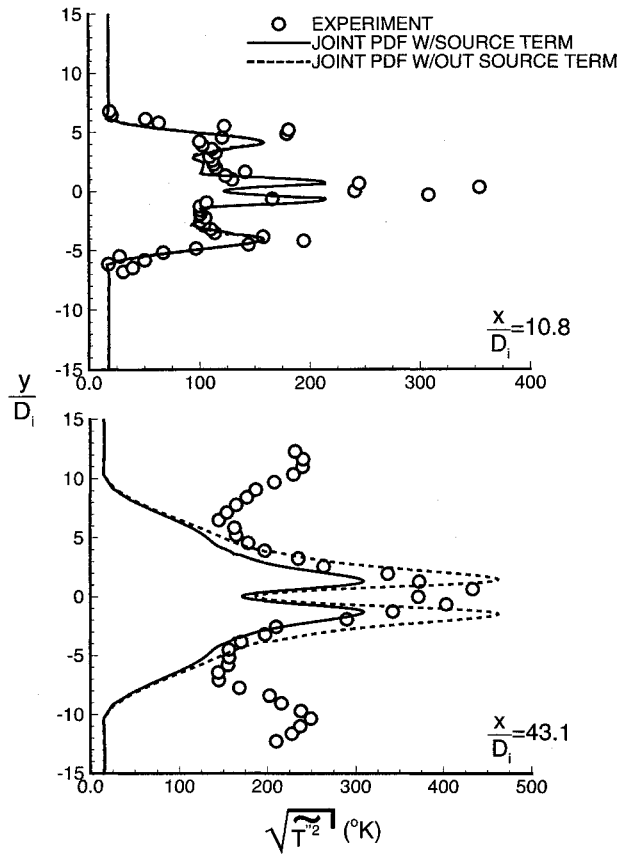 EXPERIMENT
JOINT PDF W/SOURCE TERM
JOINT PDF W/OUT SOURCE TERM
15
10
5
0
-5
-10
-15
0.0 100 200 300 400
x/D_i=10.8
y/D_i
15
10
5
0
-5
-10
-15
0.0 100 200 300 400 500
x/D_i=43.1
√T̃''² (°K)